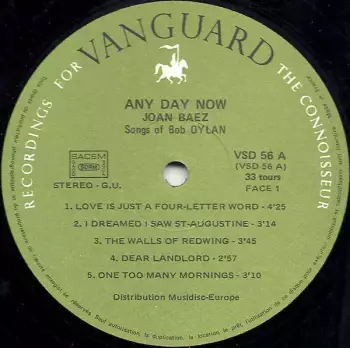 RECORDINGS FOR VANGUARD THE CONNOISSEUR
ANY DAY NOW
JOAN BAEZ
Songs of Bob DYLAN
SACEM
VSD 56 A
(VSD-56 A)
STEREO - G.U.
33 tours
FACE 1
1. LOVE IS JUST A FOUR-LETTER WORD - 4'25
2. I DREAMED I SAW ST-AUGUSTINE - 3'14
3. THE WALLS OF REDWING - 3'45
4. DEAR LANDLORD - 2'57
5. ONE TOO MANY MORNINGS - 3'10
Distribution Musidisc-Europe